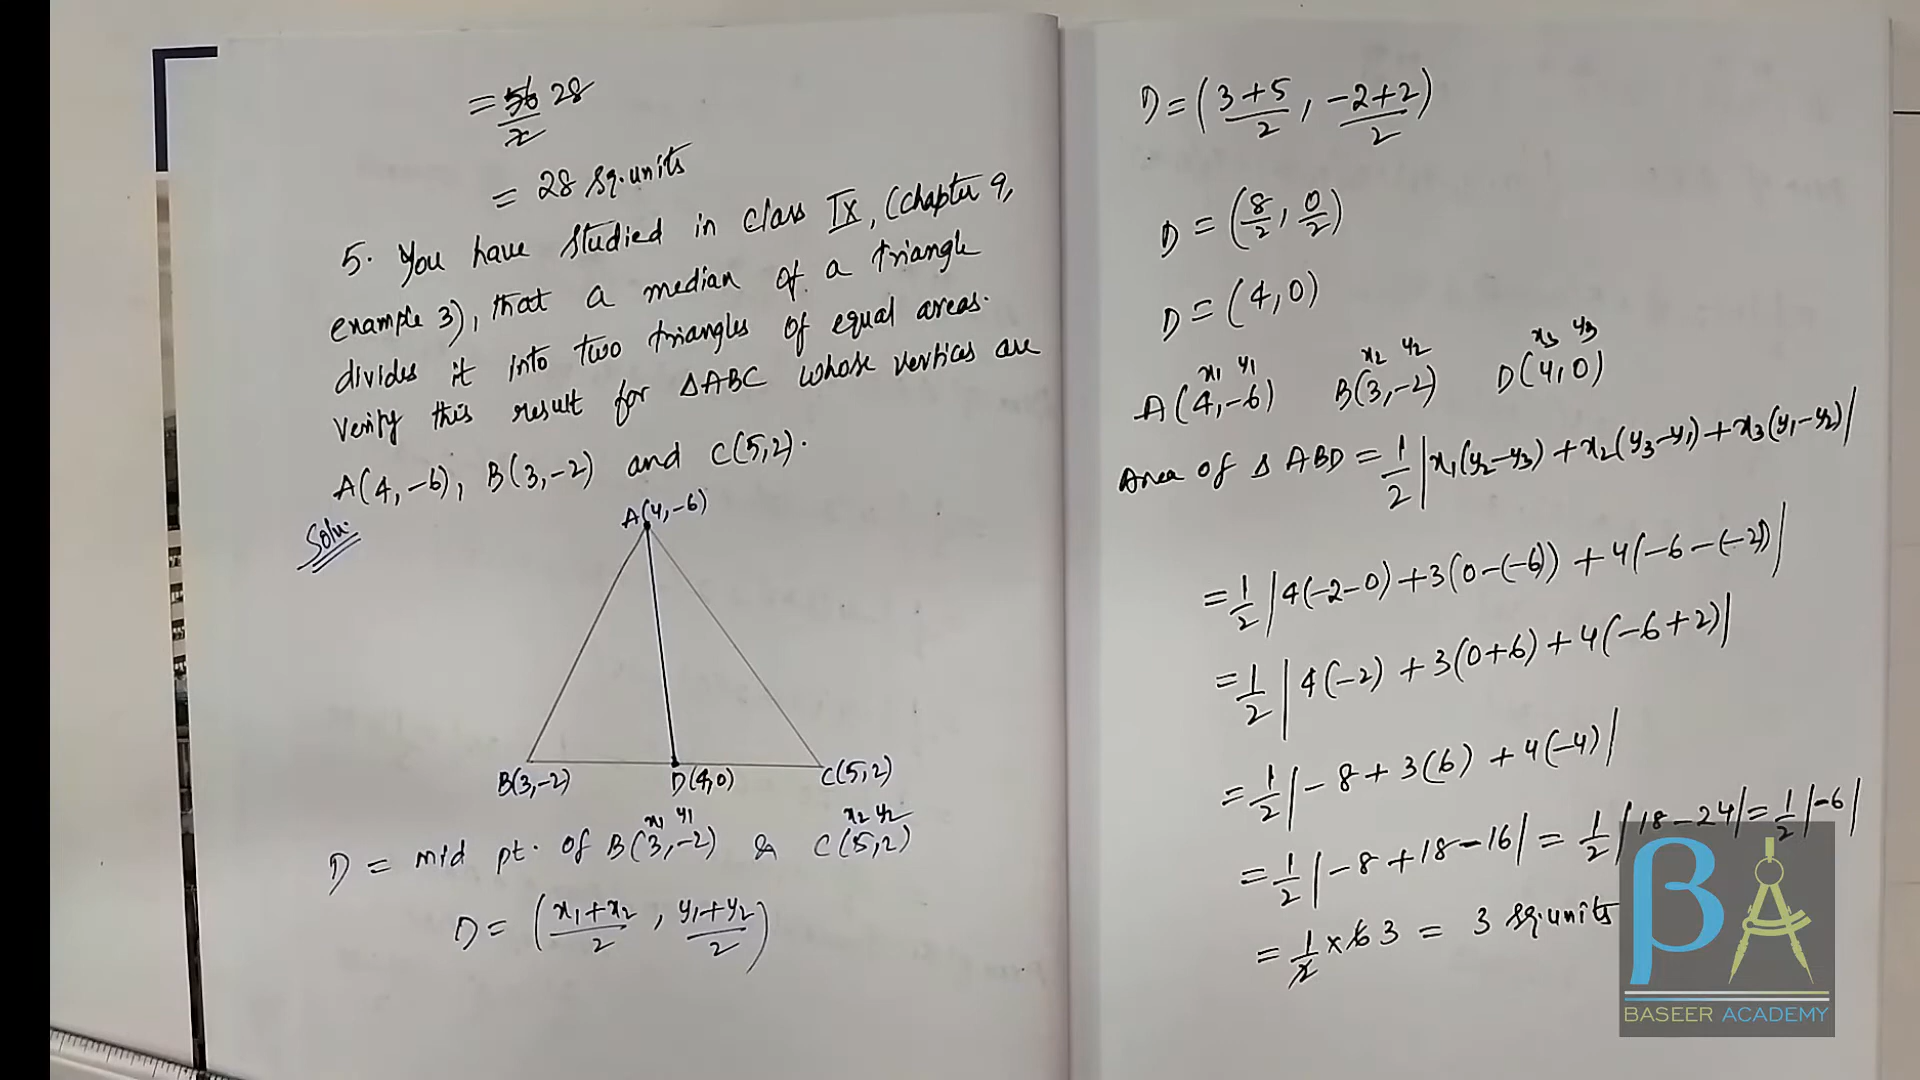 = 56/2 28
= 28 sq.units
5. You have studied in class IX, (chapter 9,
example 3), that a median of a triangle
divides it into two triangles of equal areas.
verify this result for ΔABC whose vertices are
A(4,-6), B(3,-2) and C(5,2).
Solu.
A(4,-6)
B(3,-2) D(4,0) C(5,2)
x1 y1 x2 y2
D = mid pt. of B(3,-2) & C(5,2)
D = (x1+x2/2 , y1+y2/2)
D = (3+5/2 , -2+2/2)
D = (8/2 , 0/2)
D = (4,0)
x1 y1 x2 y2 x3 y3
A(4,-6) B(3,-2) D(4,0)
Area of Δ ABD = 1/2 |x1(y2-y3) + x2(y3-y1) + x3(y1-y2)|
= 1/2 |4(-2-0) + 3(0-(-6)) + 4(-6-(-2)|
= 1/2 |4(-2) + 3(0+6) + 4(-6+2)|
= 1/2 |-8 + 3(6) + 4(-4)|
= 1/2 |-8+18-16| = 1/2 |18-24| = 1/2 |-6|
= 1/2 × 6 3 = 3 sq.units
BA
BASEER ACADEMY